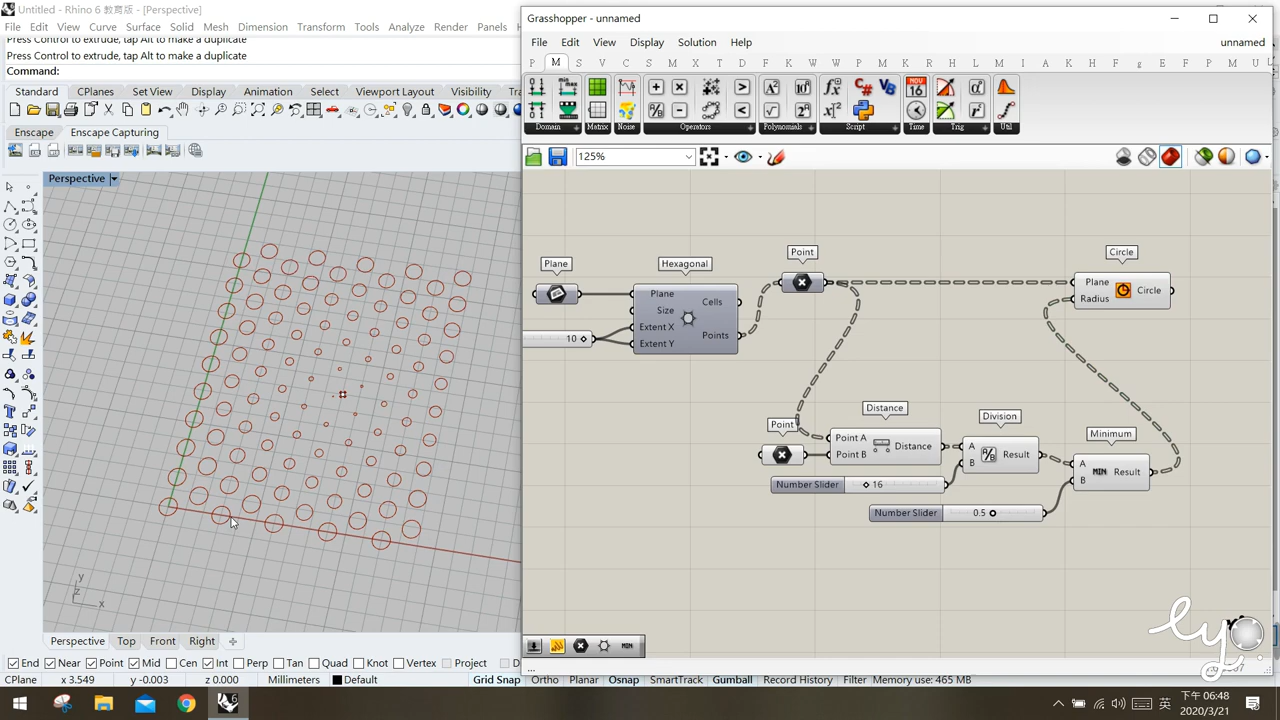 Untitled - Rhino 6 教育版 - [Perspective]
File Edit View Curve Surface Solid Mesh Dimension Transform Tools Analyze Render Panels
Press Control to extrude, tap Alt to make a duplicate
Press Control to extrude, tap Alt to make a duplicate
Command:
Standard CPlanes Set View Display Animation Select Viewport Layout Visibility
Enscape Enscape Capturing
Perspective
y
z x
Perspective Top Front Right
End Near Point Mid Cen Int Perp Tan Quad Knot Vertex Project
CPlane x 3.549 y -0.003 z 0.000 Millimeters Default Grid Snap Ortho Planar Osnap SmartTrack Gumball Record History Filter Memory use: 465 MB
Grasshopper - unnamed
File Edit View Display Solution Help unnamed
P M S V C S M I T D F L K W W P M A E L M S P F g E M U
Domain Matrix Noise Operators Polynomials Script Time Trig Util
125%
Plane
Hexagonal
Plane
Size
Extent X
Extent Y
Cells
Points
10
Point
Circle
Plane
Radius
Circle
Point
Distance
Point A
Point B
Distance
Division
A
B
Result
Minimum
A
B
Result
Number Slider 16
Number Slider 0.5
ly
下午 06:48
2020/3/21
英